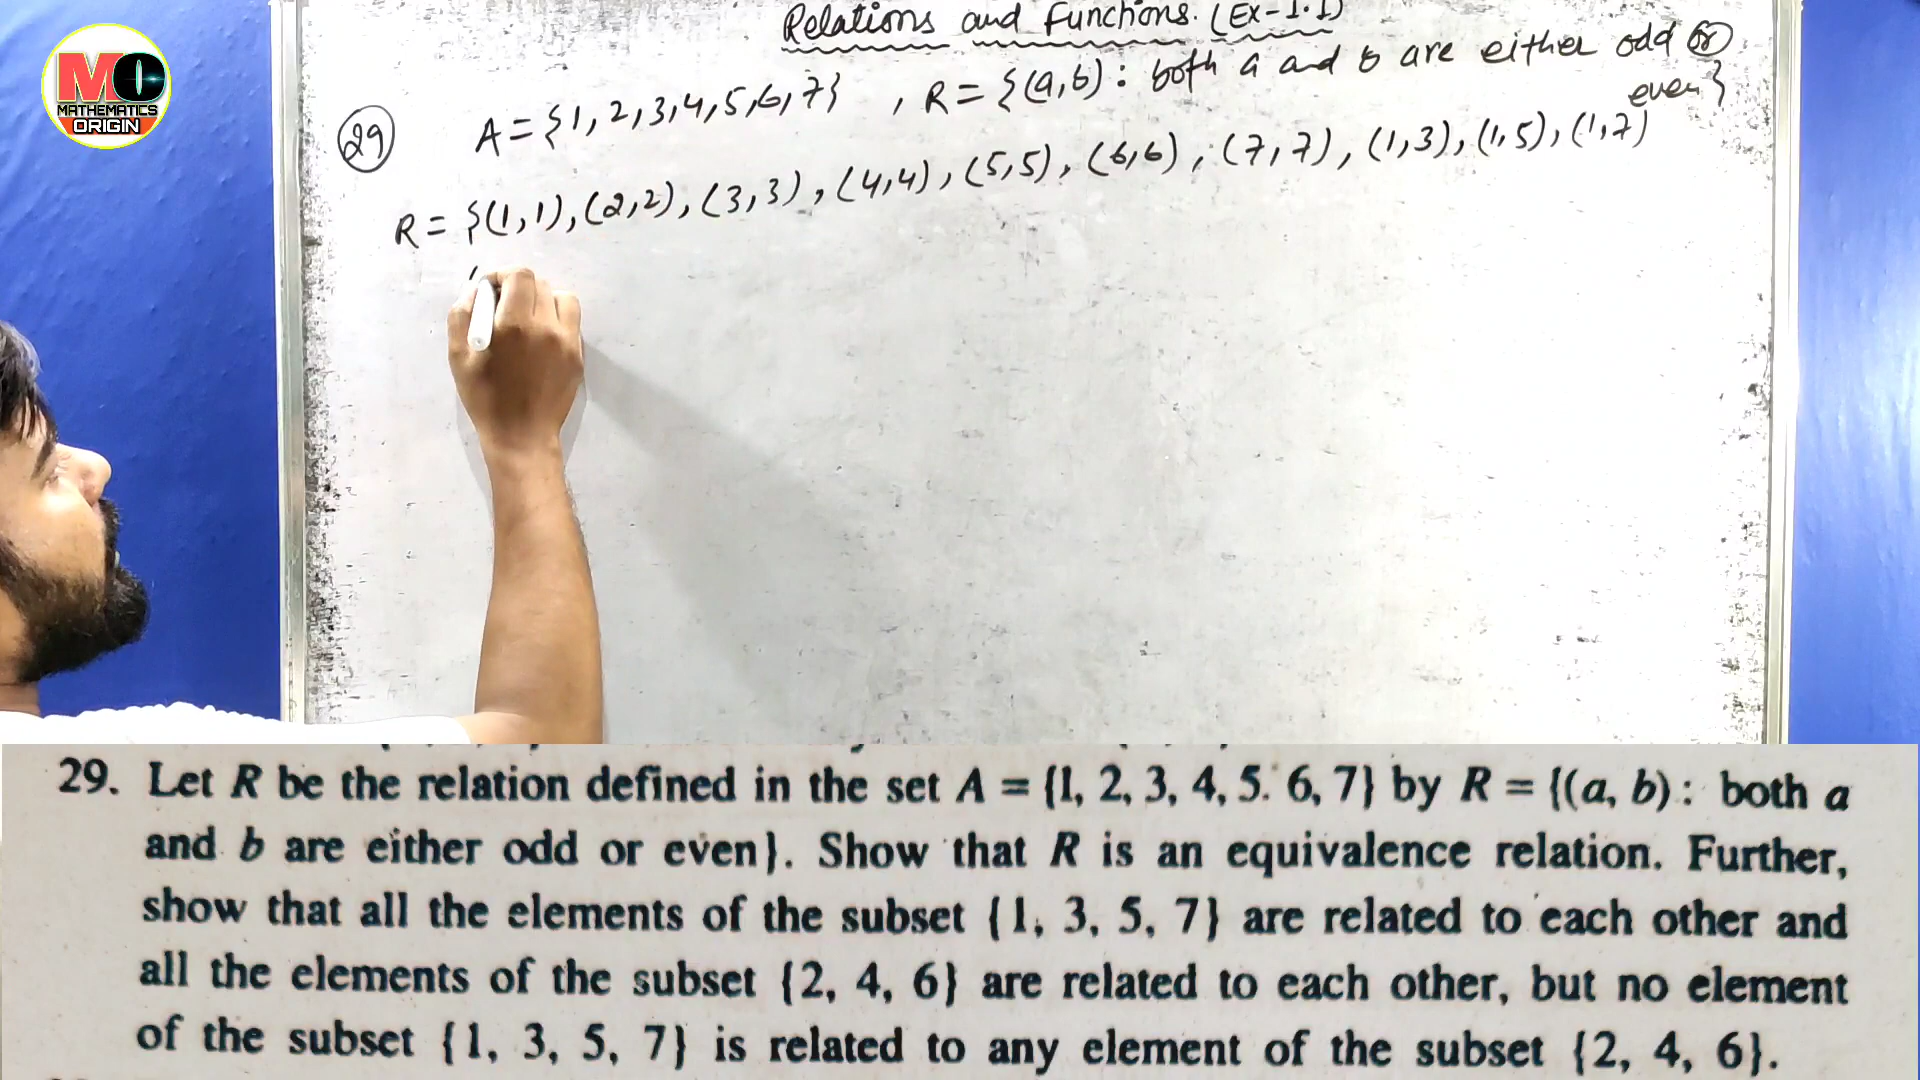 MO
MATHEMATICS
ORIGIN
Relations and Functions. (Ex-1.1)
29 A = {1, 2, 3, 4, 5, 6, 7} , R = {(a, b) : both a and b are either odd or
even}
R = {(1, 1), (2, 2), (3, 3), (4, 4), (5, 5), (6, 6), (7, 7), (1, 3), (1, 5), (1, 7)
(
29. Let R be the relation defined in the set A = {1, 2, 3, 4, 5. 6, 7} by R = {(a, b) : both a
and b are either odd or even}. Show that R is an equivalence relation. Further,
show that all the elements of the subset {1, 3, 5, 7} are related to each other and
all the elements of the subset {2, 4, 6} are related to each other, but no element
of the subset {1, 3, 5, 7} is related to any element of the subset {2, 4, 6}.